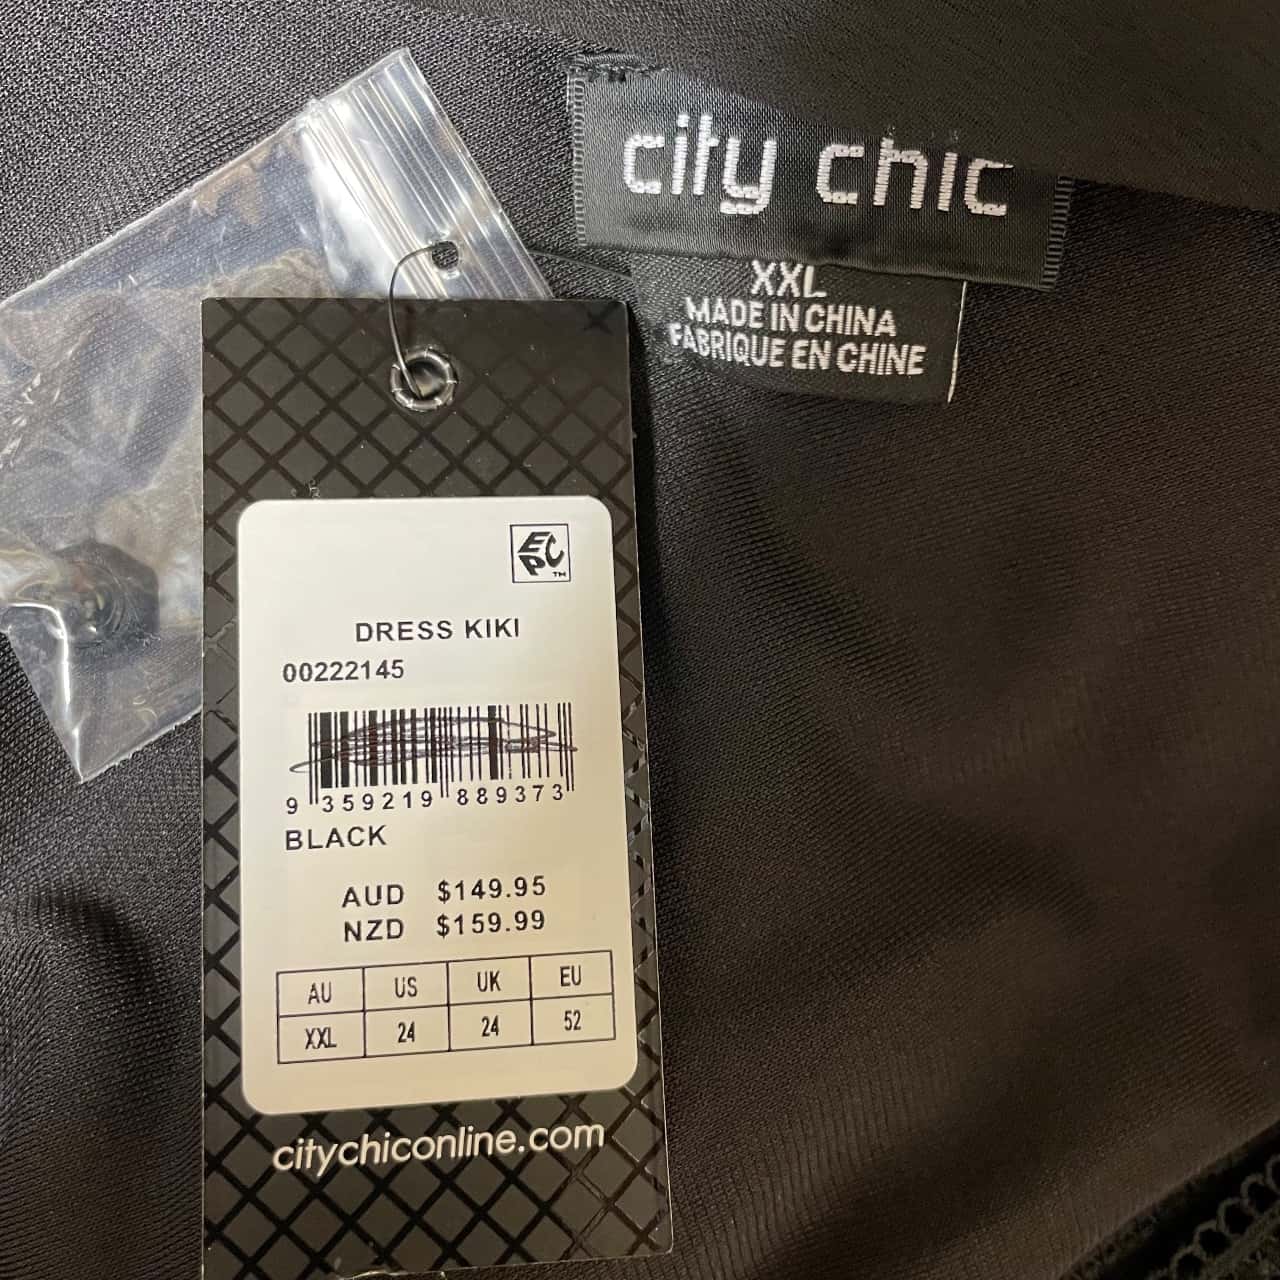 city chic
XXL
MADE IN CHINA
FABRIQUE EN CHINE
EPC™
DRESS KIKI
00222145
9 359219 889373
BLACK
AUD $149.95
NZD $159.99
AU US UK EU
XXL 24 24 52
citychiconline.com